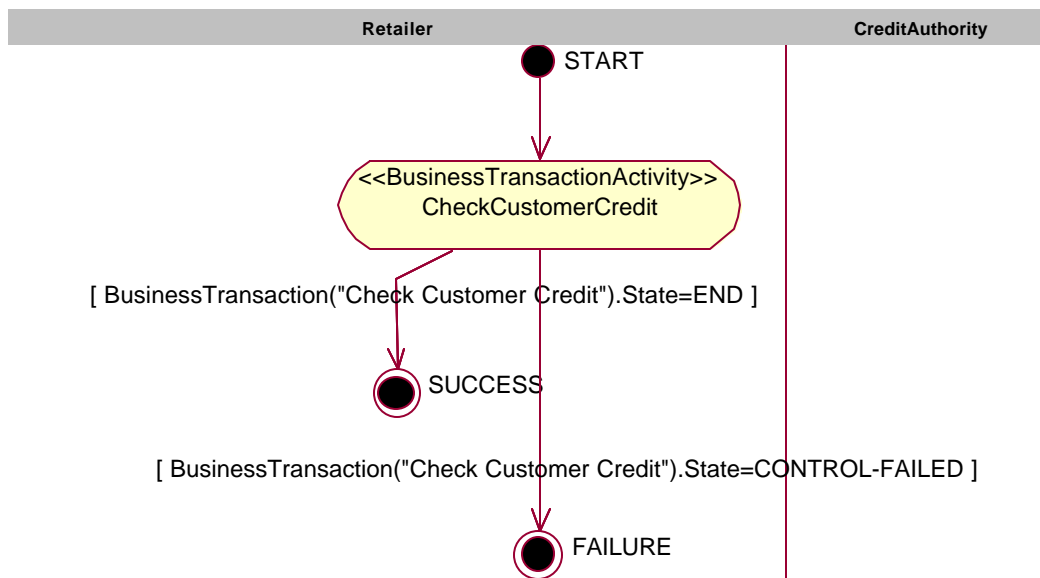 Retailer
CreditAuthority
START
<<BusinessTransactionActivity>>
CheckCustomerCredit
[ BusinessTransaction("Check Customer Credit").State=END ]
SUCCESS
[ BusinessTransaction("Check Customer Credit").State=CONTROL-FAILED ]
FAILURE